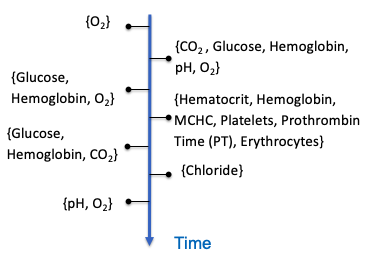 {O₂}
{CO₂, Glucose, Hemoglobin,
pH, O₂}
{Glucose,
Hemoglobin, O₂}
{Hematocrit, Hemoglobin,
MCHC, Platelets, Prothrombin
Time (PT), Erythrocytes}
{Glucose,
Hemoglobin, CO₂}
{Chloride}
{pH, O₂}
Time